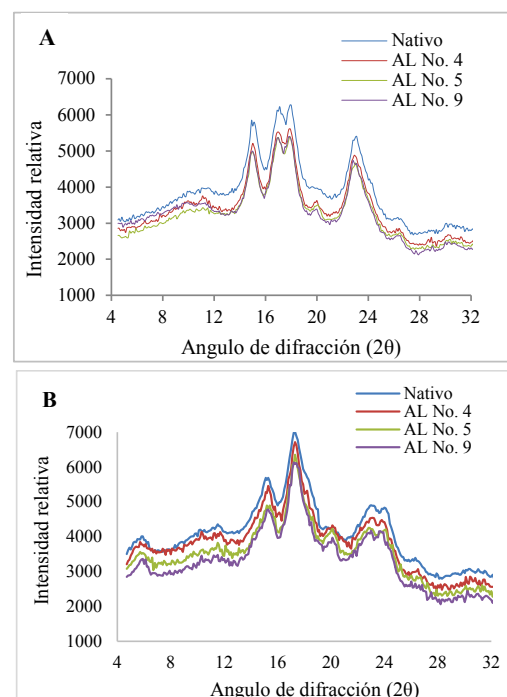 A
Nativo
AL No. 4
AL No. 5
AL No. 9
Intensidad relativa
7000
6000
5000
4000
3000
2000
1000
4 8 12 16 20 24 28 32
Angulo de difracción (2θ)
B
Nativo
AL No. 4
AL No. 5
AL No. 9
Intensidad relativa
7000
6000
5000
4000
3000
2000
1000
4 8 12 16 20 24 28 32
Angulo de difracción (2θ)